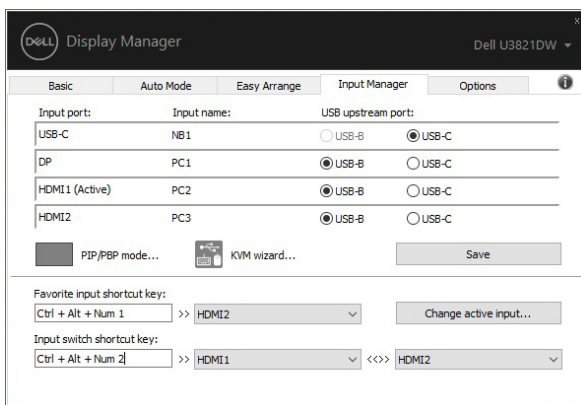 DELL Display Manager
Dell U3821DW
Basic Auto Mode Easy Arrange Input Manager Options
Input port: Input name: USB upstream port:
USB-C NB1 USB-B USB-C
DP PC1 USB-B USB-C
HDMI1 (Active) PC2 USB-B USB-C
HDMI2 PC3 USB-B USB-C
PIP/PBP mode... KVM wizard... Save
Favorite input shortcut key:
Ctrl + Alt + Num 1 >> HDMI2 Change active input...
Input switch shortcut key:
Ctrl + Alt + Num 2 >> HDMI1 <<>> HDMI2